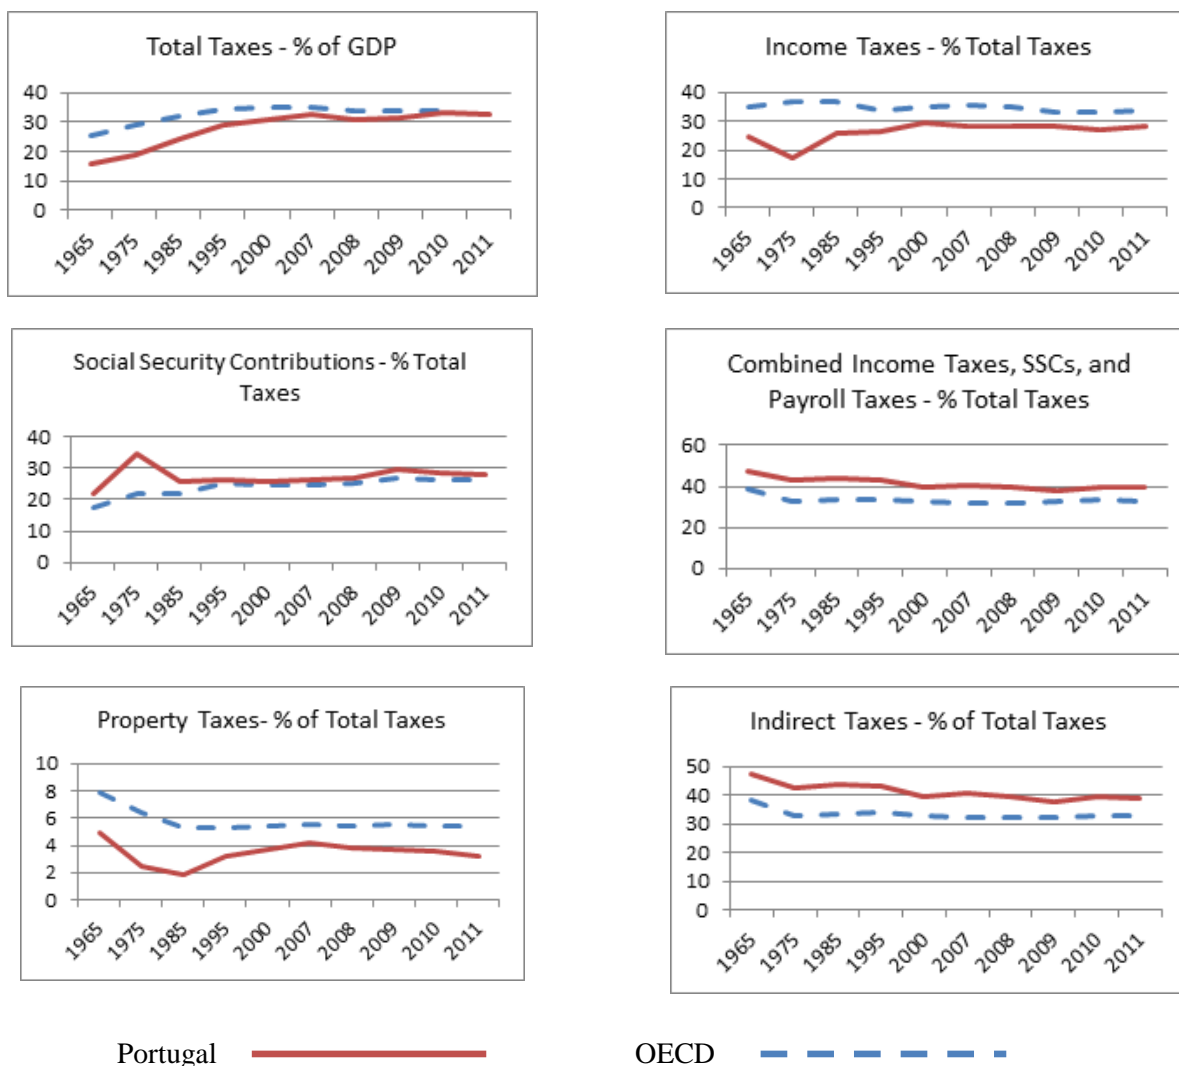 Total Taxes - % of GDP
40
30
20
10
0
1965 1975 1985 1995 2000 2007 2008 2009 2010 2011
Income Taxes - % Total Taxes
40
30
20
10
0
1965 1975 1985 1995 2000 2007 2008 2009 2010 2011
Social Security Contributions - % Total
Taxes
40
30
20
10
0
1965 1975 1985 1995 2000 2007 2008 2009 2010 2011
Combined Income Taxes, SSCs, and
Payroll Taxes - % Total Taxes
60
40
20
0
1965 1975 1985 1995 2000 2007 2008 2009 2010 2011
Property Taxes- % of Total Taxes
10
8
6
4
2
0
1965 1975 1985 1995 2000 2007 2008 2009 2010 2011
Indirect Taxes - % of Total Taxes
50
40
30
20
10
0
1965 1975 1985 1995 2000 2007 2008 2009 2010 2011
Portugal OECD